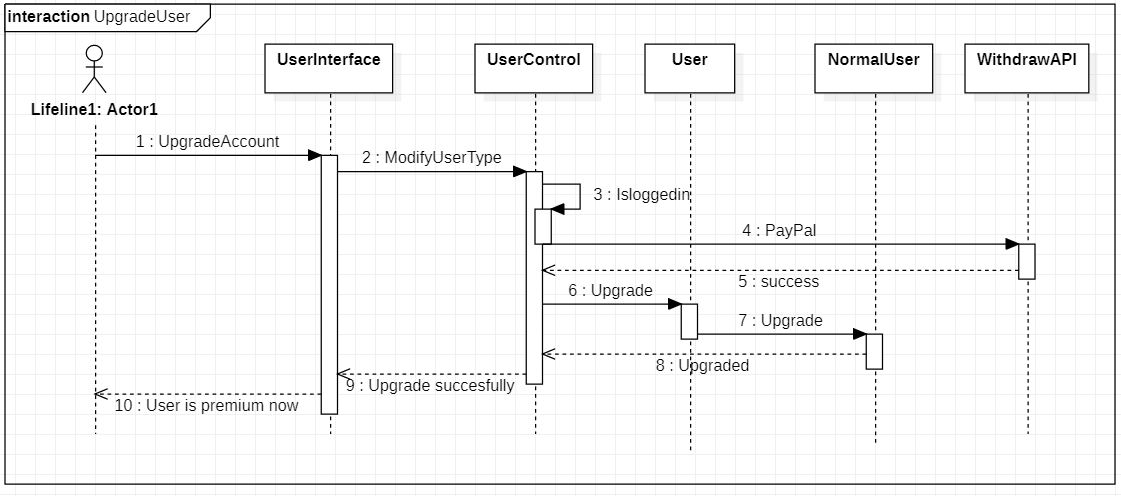 interaction UpgradeUser
UserInterface
UserControl
User
NormalUser
WithdrawAPI
Lifeline1: Actor1
1 : UpgradeAccount
2 : ModifyUserType
3 : Isloggedin
4 : PayPal
5 : success
6 : Upgrade
7 : Upgrade
8 : Upgraded
9 : Upgrade succesfully
10 : User is premium now